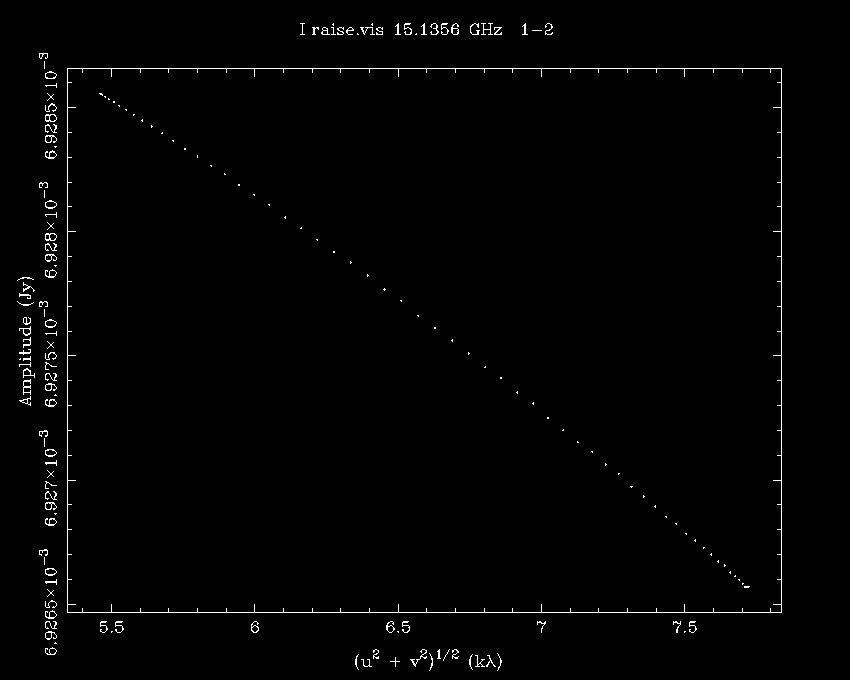 I raise.vis 15.1356 GHz 1−2
Amplitude (Jy)
6.9285×10⁻³
6.928×10⁻³
6.9275×10⁻³
6.927×10⁻³
6.9265×10⁻³
5.5 6 6.5 7 7.5
(u² + v²)^1/2 (kλ)